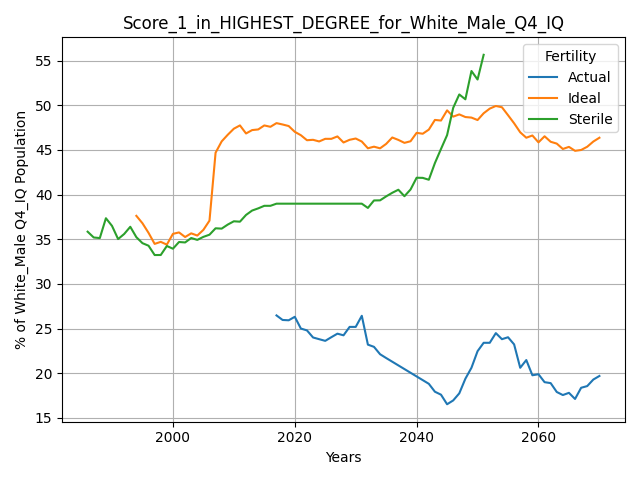 Score_1_in_HIGHEST_DEGREE_for_White_Male_Q4_IQ
% of White_Male Q4_IQ Population
55
50
45
40
35
30
25
20
15
Fertility
Actual
Ideal
Sterile
2000
2020
2040
2060
Years